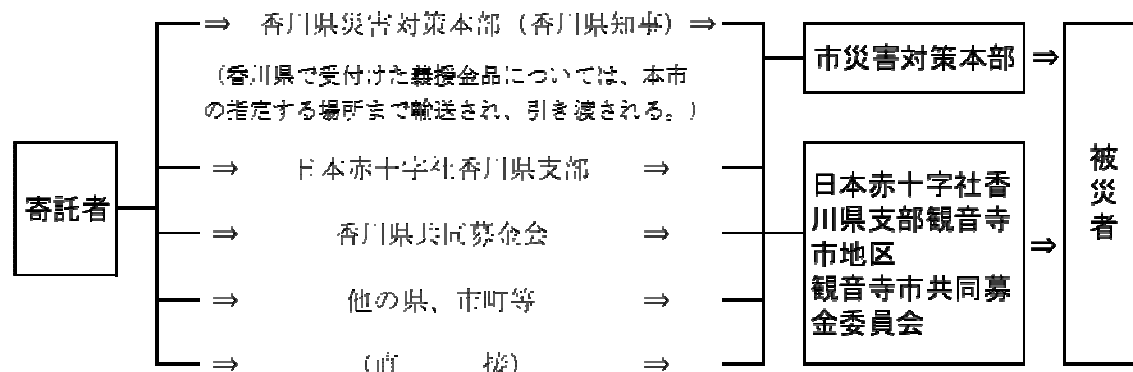 ⇒ 香川県災害対策本部（香川県知事）⇒
（香川県で受付けた義援金品については、本市
の指定する場所まで輸送され、引き渡される。）
⇒ 日本赤十字社香川県支部 ⇒
⇒ 香川県共同募金会 ⇒
⇒ 他の県、市町等 ⇒
⇒ （直 接） ⇒
寄託者
市災害対策本部 ⇒
日本赤十字社香
川県支部観音寺
市地区
観音寺市共同募
金委員会
⇒
被災者